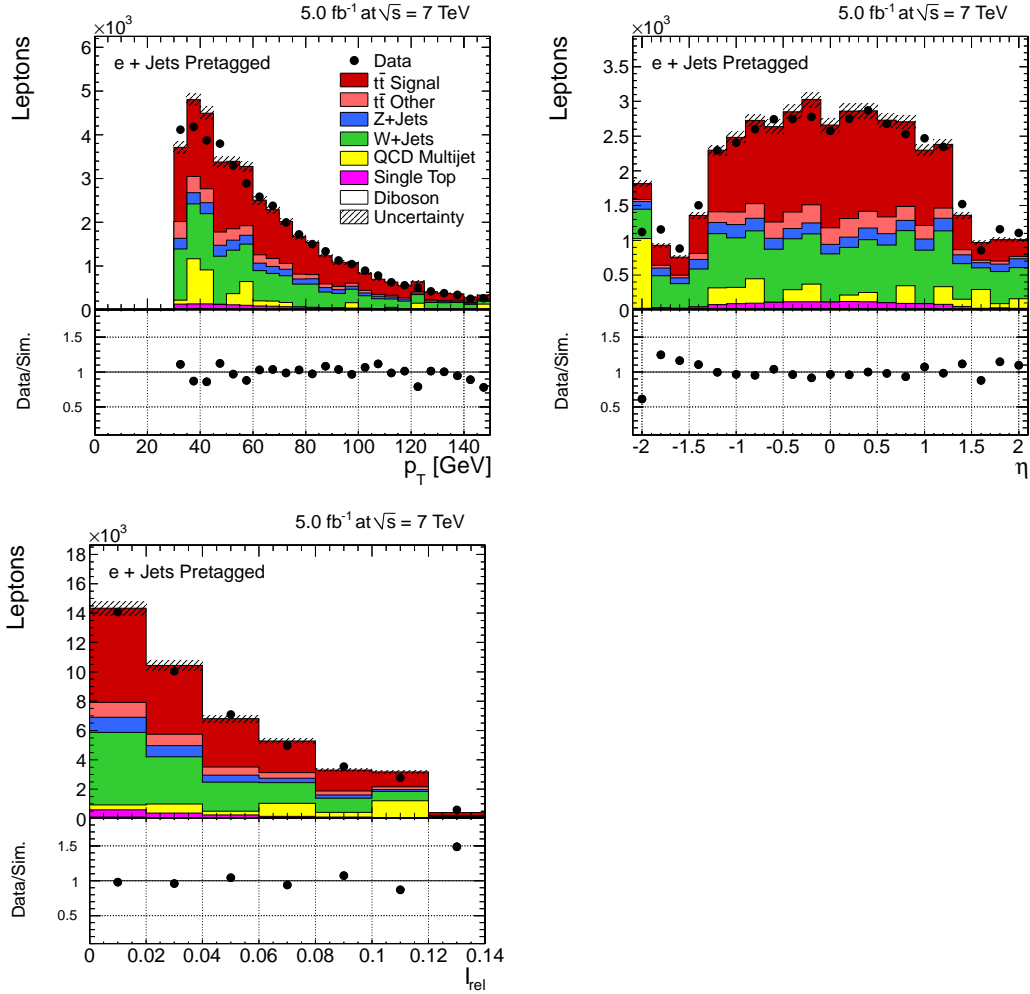 5.0 fb⁻¹ at √s = 7 TeV
×10³
Leptons
e + Jets Pretagged
Data
tt̄ Signal
tt̄ Other
Z+Jets
W+Jets
QCD Multijet
Single Top
Diboson
Uncertainty
6
5
4
3
2
1
0
Data/Sim.
1.5
1
0.5
0 20 40 60 80 100 120 140
p_T [GeV]
5.0 fb⁻¹ at √s = 7 TeV
×10³
Leptons
e + Jets Pretagged
3.5
3
2.5
2
1.5
1
0.5
0
Data/Sim.
1.5
1
0.5
-2 -1.5 -1 -0.5 0 0.5 1 1.5 2
η
5.0 fb⁻¹ at √s = 7 TeV
×10³
Leptons
e + Jets Pretagged
18
16
14
12
10
8
6
4
2
0
Data/Sim.
1.5
1
0.5
0 0.02 0.04 0.06 0.08 0.1 0.12 0.14
I_rel